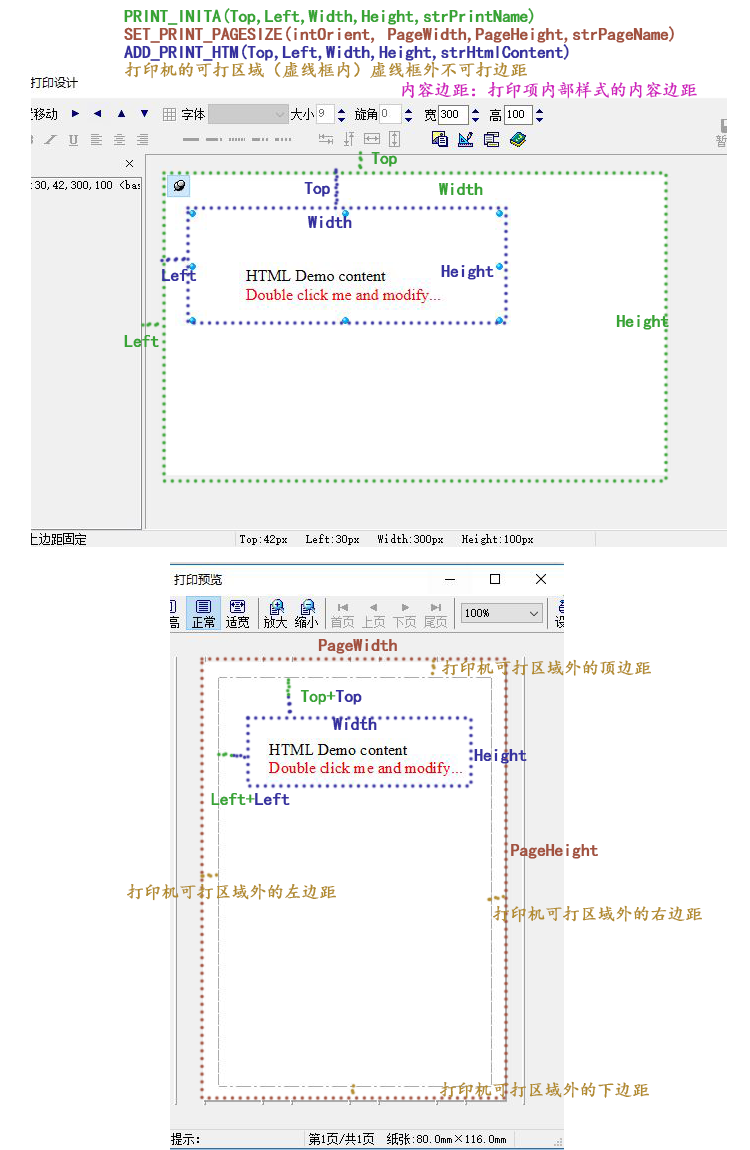 PRINT_INITA(Top,Left,Width,Height,strPrintName)
SET_PRINT_PAGESIZE(intOrient, PageWidth,PageHeight,strPageName)
ADD_PRINT_HTM(Top,Left,Width,Height,strHtmlContent)
打印机的可打区域（虚线框内）虚线框外不可打边距
打印设计
内容边距：打印项内部样式的内容边距
移动 字体 大小 9 旋角 0 宽 300 高 100
U
Top
:30,42,300,100 <bas
Top Width
Width
Left
HTML Demo content
Height
Double click me and modify...
Height
Left
上边距固定 Top:42px Left:30px Width:300px Height:100px
打印预览
正常 适宽 放大 缩小 首页 上页 下页 尾页 100%
PageWidth
打印机可打区域外的顶边距
Top+Top
Width
HTML Demo content
Height
Double click me and modify...
Left+Left
PageHeight
打印机可打区域外的左边距
打印机可打区域外的右边距
打印机可打区域外的下边距
提示： 第1页/共1页 纸张:80.0mm×116.0mm